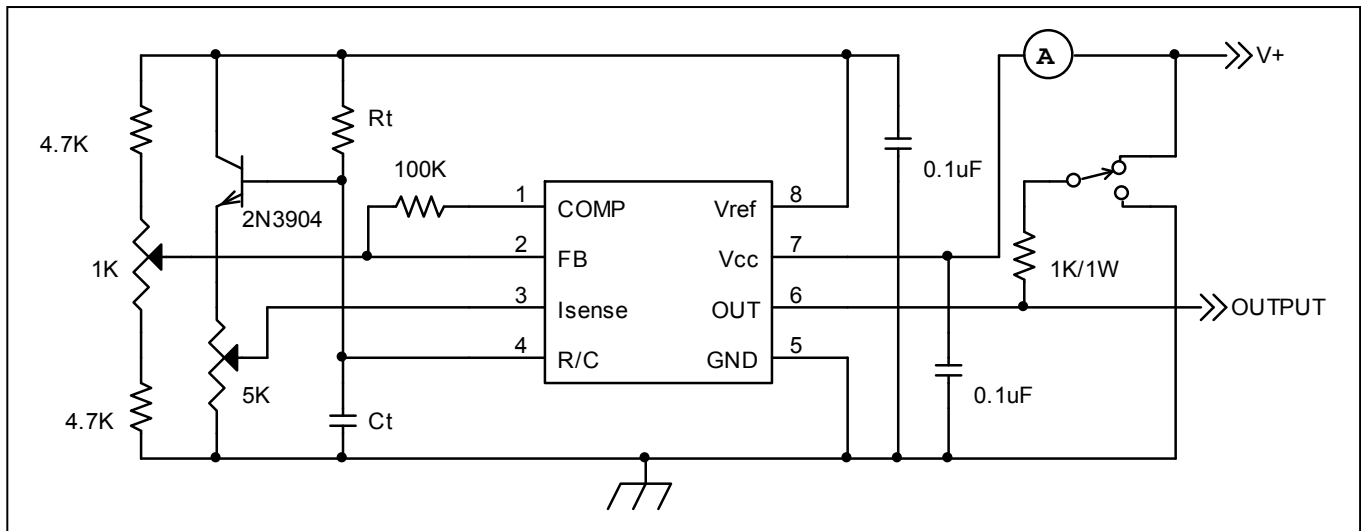 A
V+
Rt
4.7K
0.1uF
100K
1
COMP
Vref
8
2N3904
2
FB
Vcc
7
1K
1K/1W
3
Isense
OUT
6
OUTPUT
4
R/C
GND
5
5K
0.1uF
4.7K
Ct